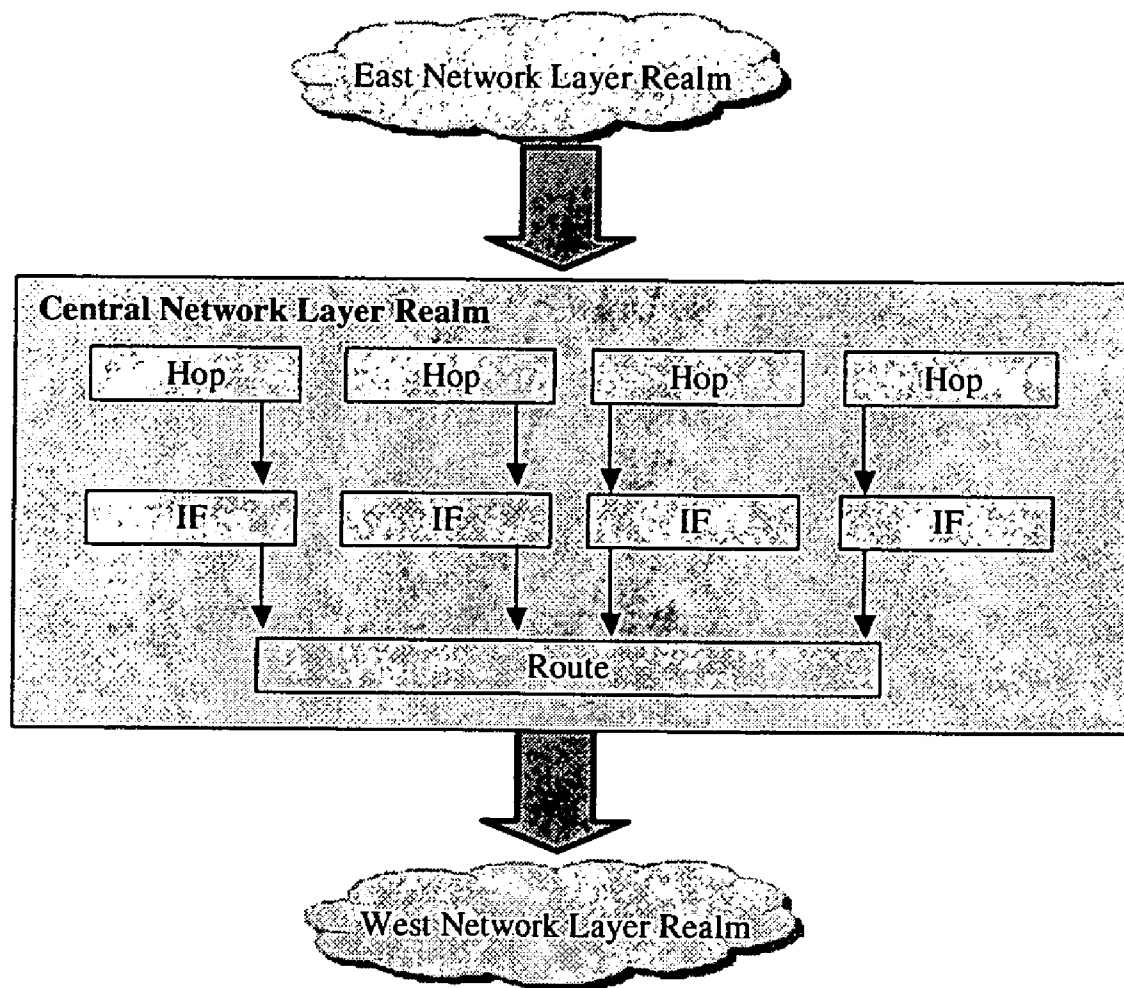 East Network Layer Realm
Central Network Layer Realm
Hop Hop Hop Hop
IF IF IF IF
Route
West Network Layer Realm